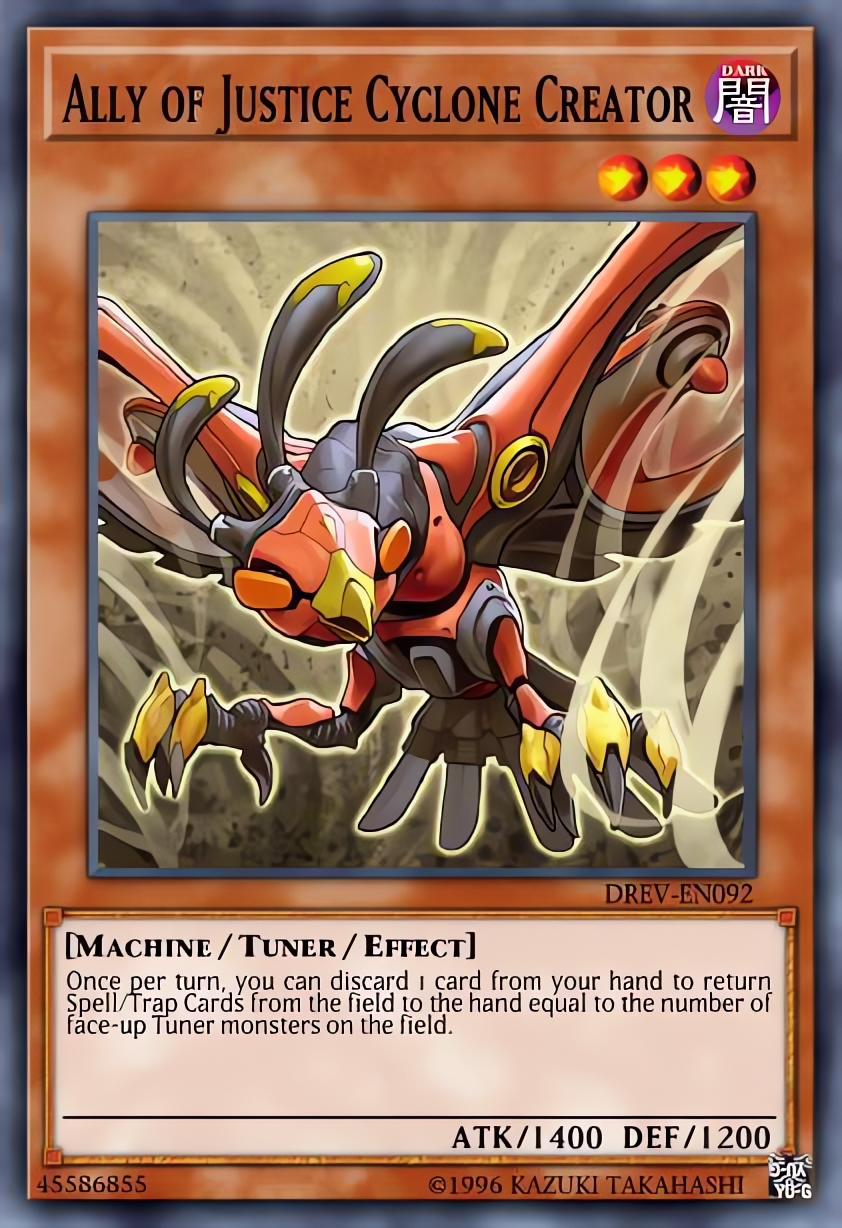 Ally of Justice Cyclone Creator
DARK
闇
DREV-EN092
[Machine/Tuner/Effect]
Once per turn, you can discard 1 card from your hand to return
Spell/Trap Cards from the field to the hand equal to the number of
face-up Tuner monsters on the field.
ATK/1400 DEF/1200
45586855
©1996 KAZUKI TAKAHASHI